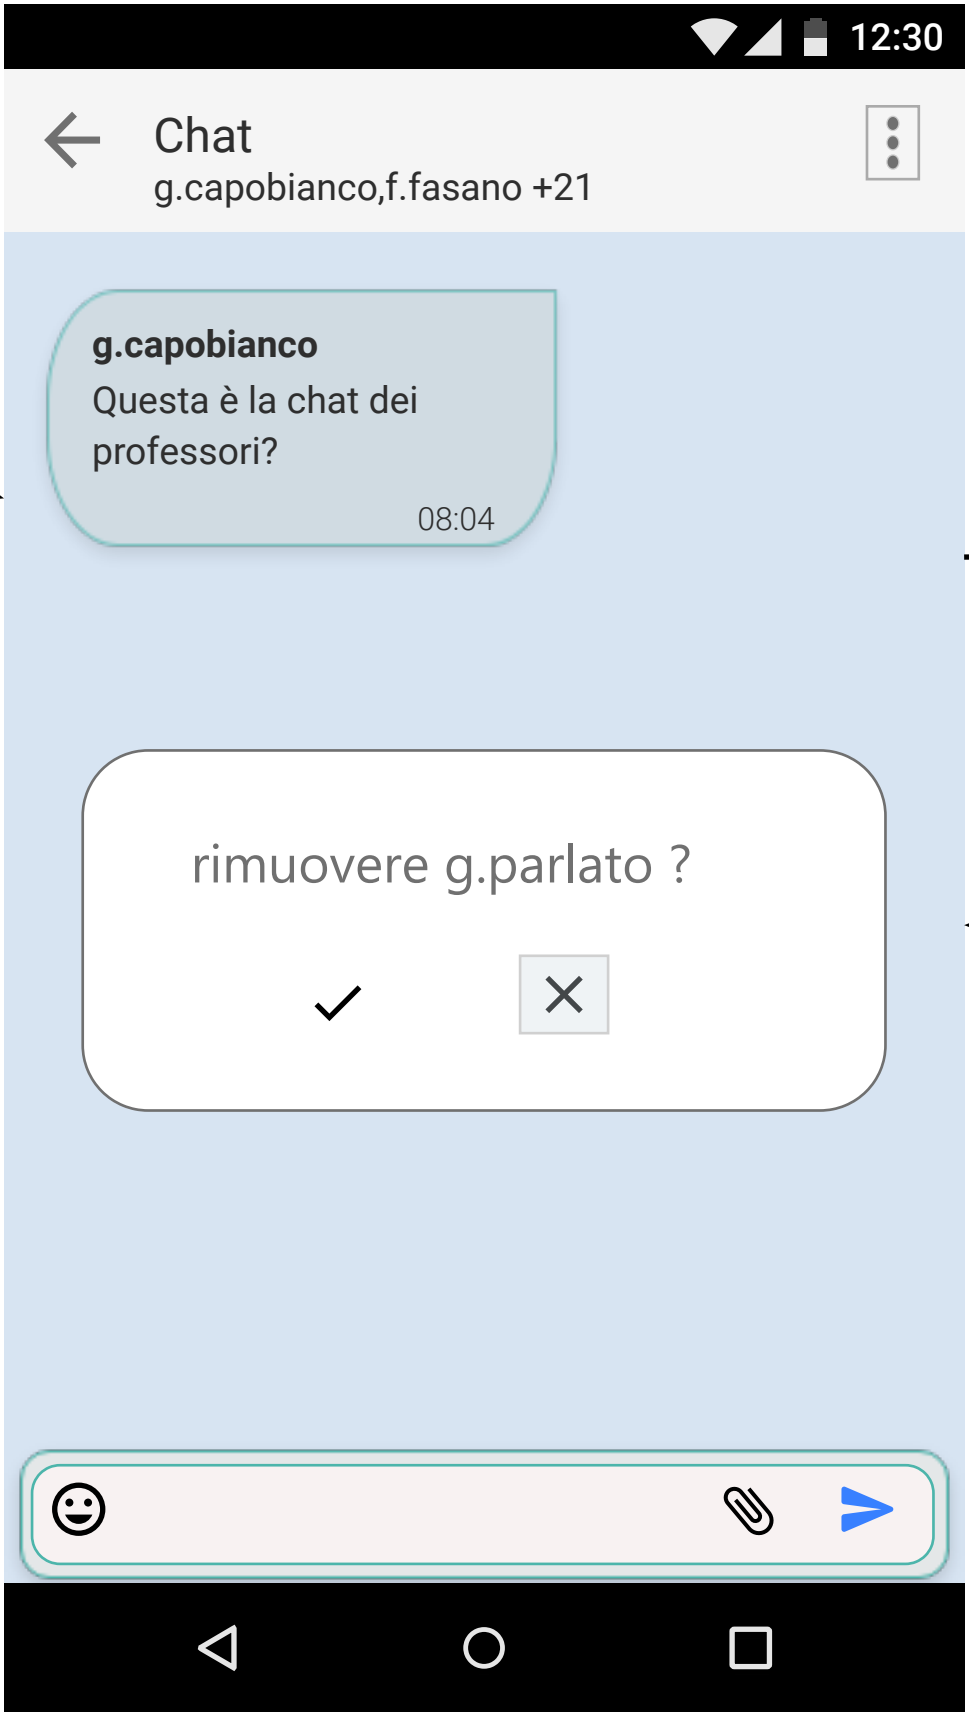 12:30
Chat
g.capobianco,f.fasano +21
g.capobianco
Questa è la chat dei
professori?
08:04
rimuovere g.parlato ?